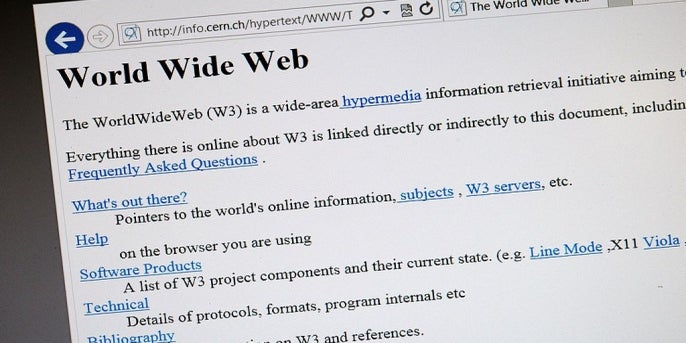 http://info.cern.ch/hypertext/WWW/T
The World Wide We...
World Wide Web
The WorldWideWeb (W3) is a wide-area hypermedia information retrieval initiative aiming t
Everything there is online about W3 is linked directly or indirectly to this document, includin
Frequently Asked Questions .
What's out there?
Pointers to the world's online information, subjects , W3 servers, etc.
Help
on the browser you are using
Software Products
A list of W3 project components and their current state. (e.g. Line Mode ,X11 Viola ,
Technical
Details of protocols, formats, program internals etc
Bibliography
on W3 and references.